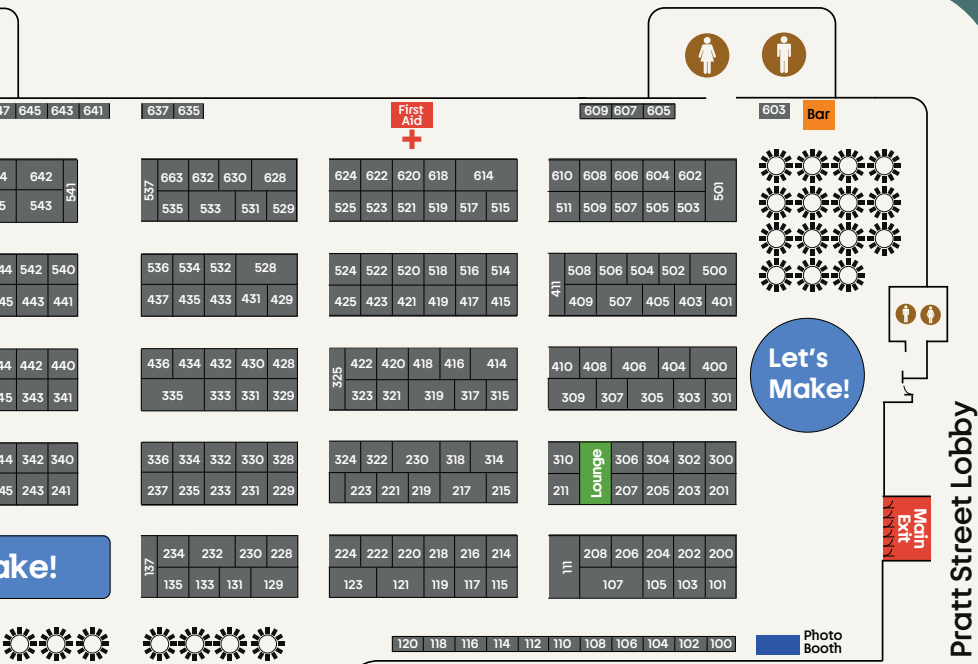 47 645 643 641
637 635
First
Aid
609 607 605
603
Bar
4 642
541
5 543
537
663 632 630 628
535 533 531 529
624 622 620 618 614
525 523 521 519 517 515
610 608 606 604 602
501
511 509 507 505 503
44 542 540
45 443 441
536 534 532 528
437 435 433 431 429
524 522 520 518 516 514
425 423 421 419 417 415
411
508 506 504 502 500
409 507 405 403 401
44 442 440
45 343 341
436 434 432 430 428
335 333 331 329
325
422 420 418 416 414
323 321 319 317 315
410 408 406 404 400
309 307 305 303 301
Let's
Make!
44 342 340
45 243 241
336 334 332 330 328
237 235 233 231 229
324 322 230 318 314
223 221 219 217 215
310
Lounge
306 304 302 300
211
207 205 203 201
Main
Exit
Pratt Street Lobby
ake!
137
234 232 230 228
135 133 131 129
224 222 220 218 216 214
123 121 119 117 115
111
208 206 204 202 200
107 105 103 101
120 118 116 114 112 110 108 106 104 102 100
Photo
Booth